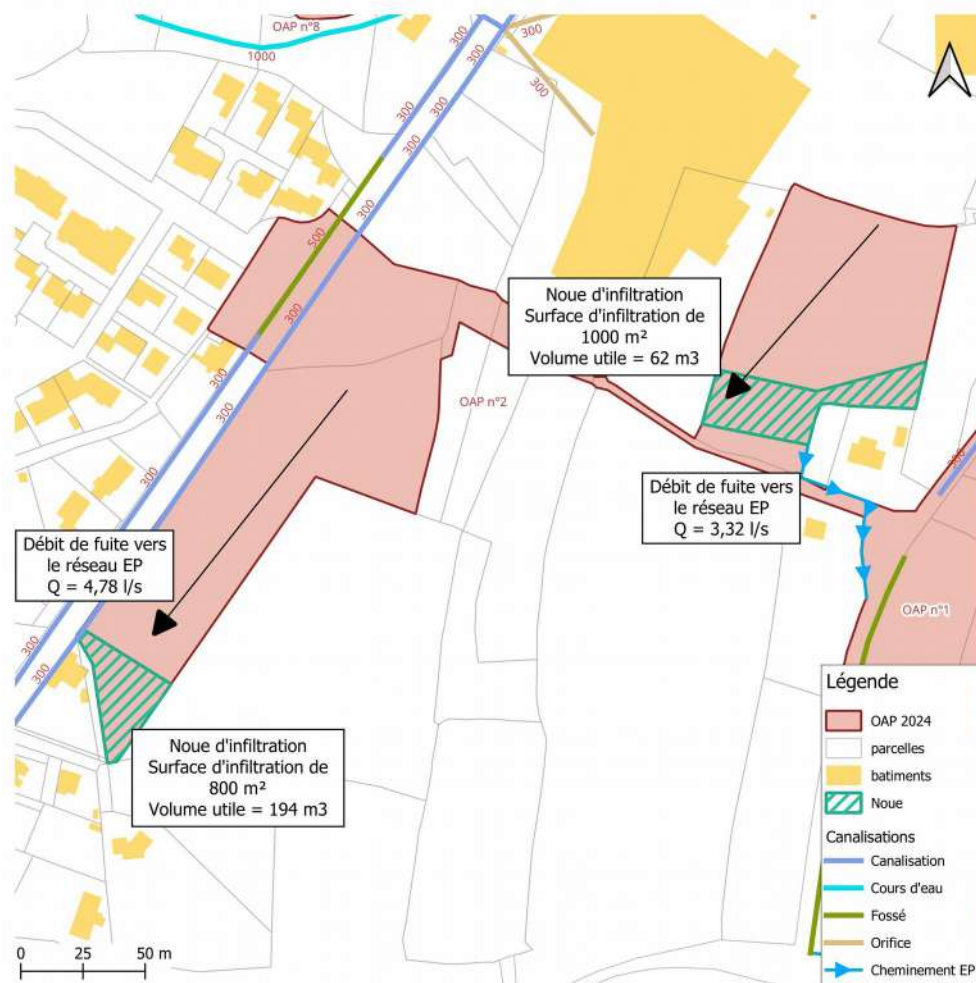 OAP n°8
1000
300
300
300
300
300
300
300
500
300
300
300
300
300
300
Noue d'infiltration
Surface d'infiltration de
1000 m²
Volume utile = 62 m3
OAP n°2
Débit de fuite vers
le réseau EP
Q = 3,32 l/s
Débit de fuite vers
le réseau EP
Q = 4,78 l/s
OAP n°1
Noue d'infiltration
Surface d'infiltration de
800 m²
Volume utile = 194 m3
Légende
OAP 2024
parcelles
batiments
Noue
Canalisations
Canalisation
Cours d'eau
Fossé
Orifice
Cheminement EP
0 25 50 m